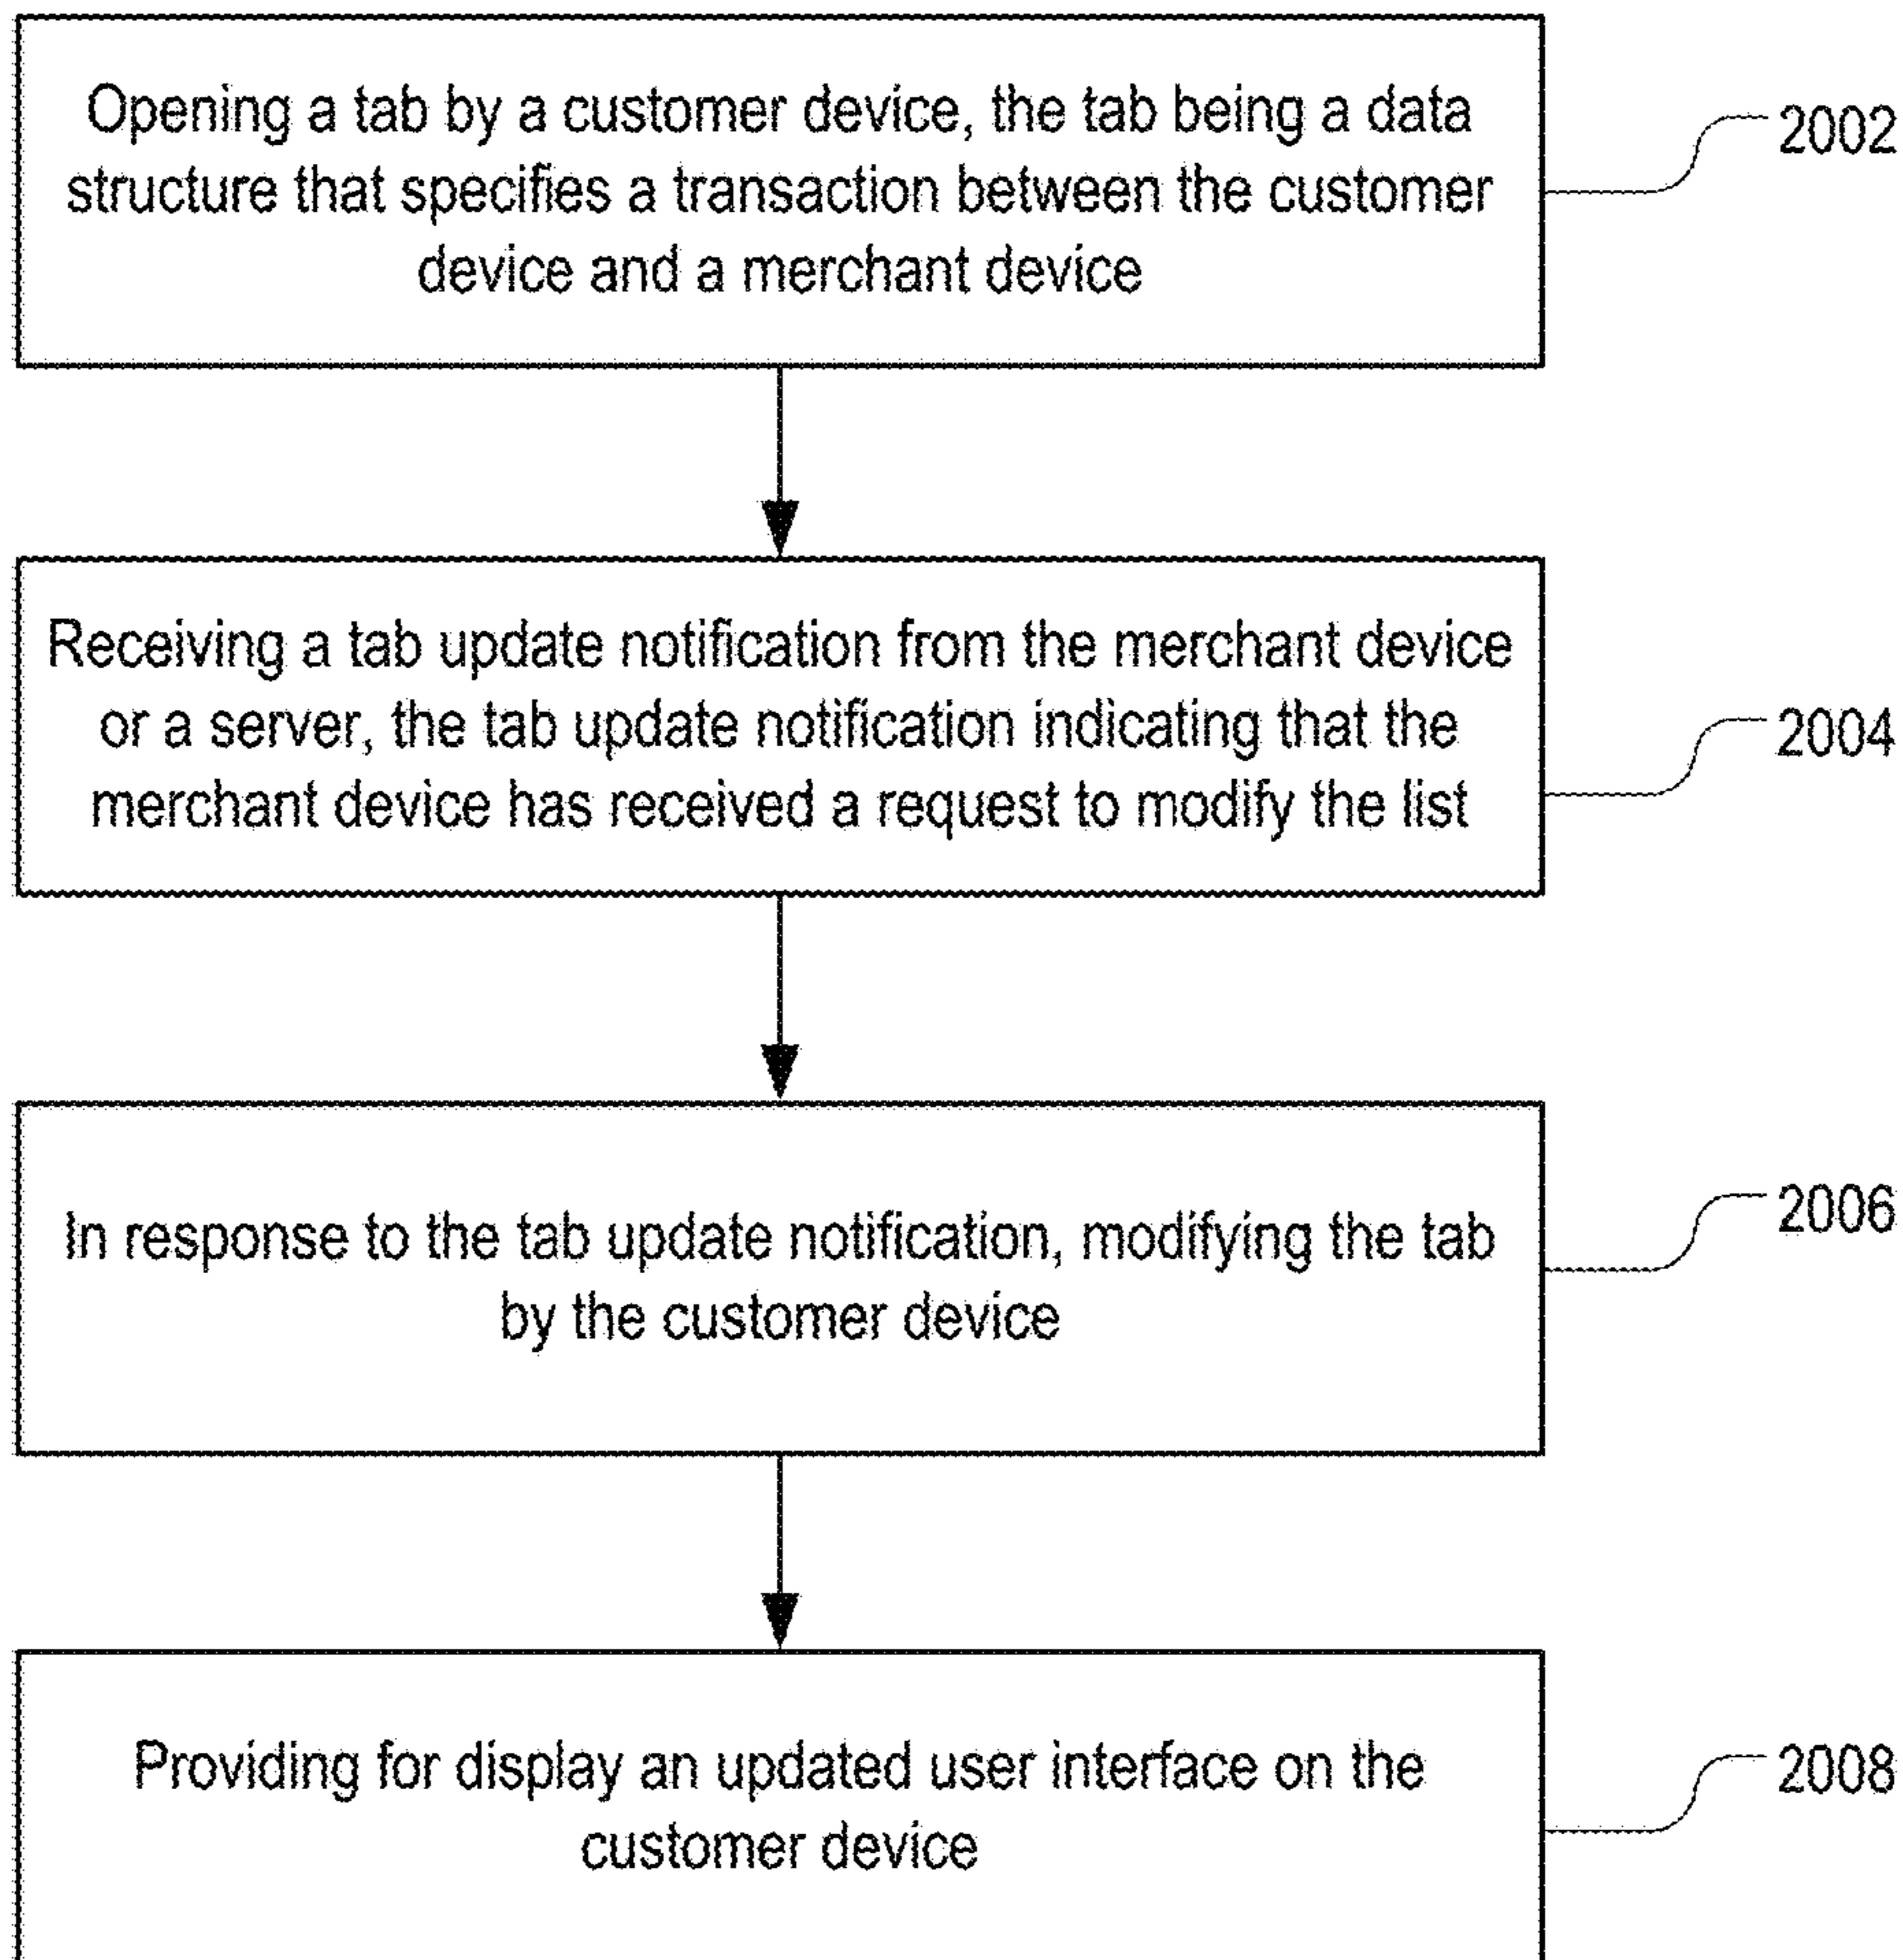 Opening a tab by a customer device, the tab being a data
structure that specifies a transaction between the customer
device and a merchant device
2002
Receiving a tab update notification from the merchant device
or a server, the tab update notification indicating that the
merchant device has received a request to modify the list
2004
In response to the tab update notification, modifying the tab
by the customer device
2006
Providing for display an updated user interface on the
customer device
2008